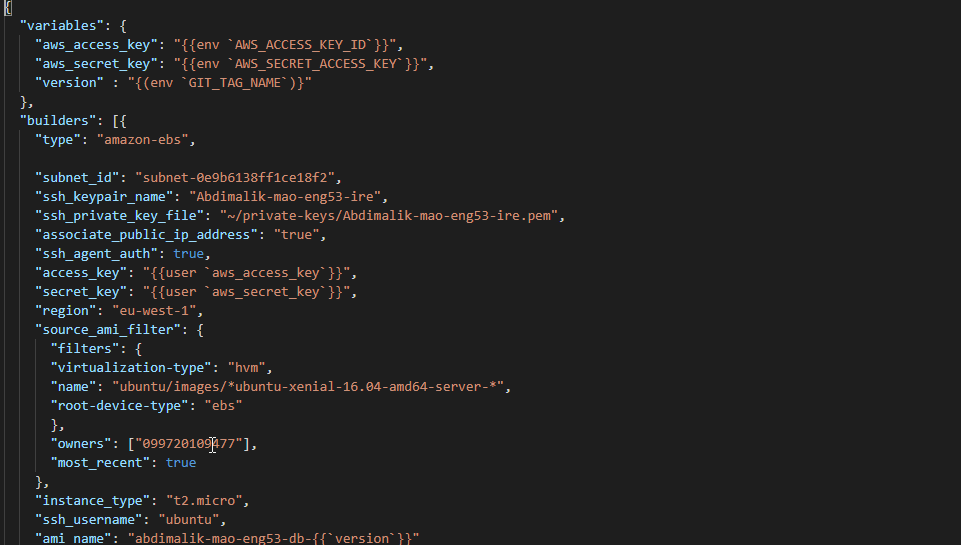 {
"variables": {
"aws_access_key": "{{env `AWS_ACCESS_KEY_ID`}}",
"aws_secret_key": "{{env `AWS_SECRET_ACCESS_KEY`}}",
"version" : "{(env `GIT_TAG_NAME`)}"
},
"builders": [{
"type": "amazon-ebs",
"subnet_id": "subnet-0e9b6138ff1ce18f2",
"ssh_keypair_name": "Abdimalik-mao-eng53-ire",
"ssh_private_key_file": "~/private-keys/Abdimalik-mao-eng53-ire.pem",
"associate_public_ip_address": "true",
"ssh_agent_auth": true,
"access_key": "{{user `aws_access_key`}}",
"secret_key": "{{user `aws_secret_key`}}",
"region": "eu-west-1",
"source_ami_filter": {
"filters": {
"virtualization-type": "hvm",
"name": "ubuntu/images/*ubuntu-xenial-16.04-amd64-server-*",
"root-device-type": "ebs"
},
"owners": ["099720109477"],
"most_recent": true
},
"instance_type": "t2.micro",
"ssh_username": "ubuntu",
"ami_name": "abdimalik-mao-eng53-db-{{`version`}}"